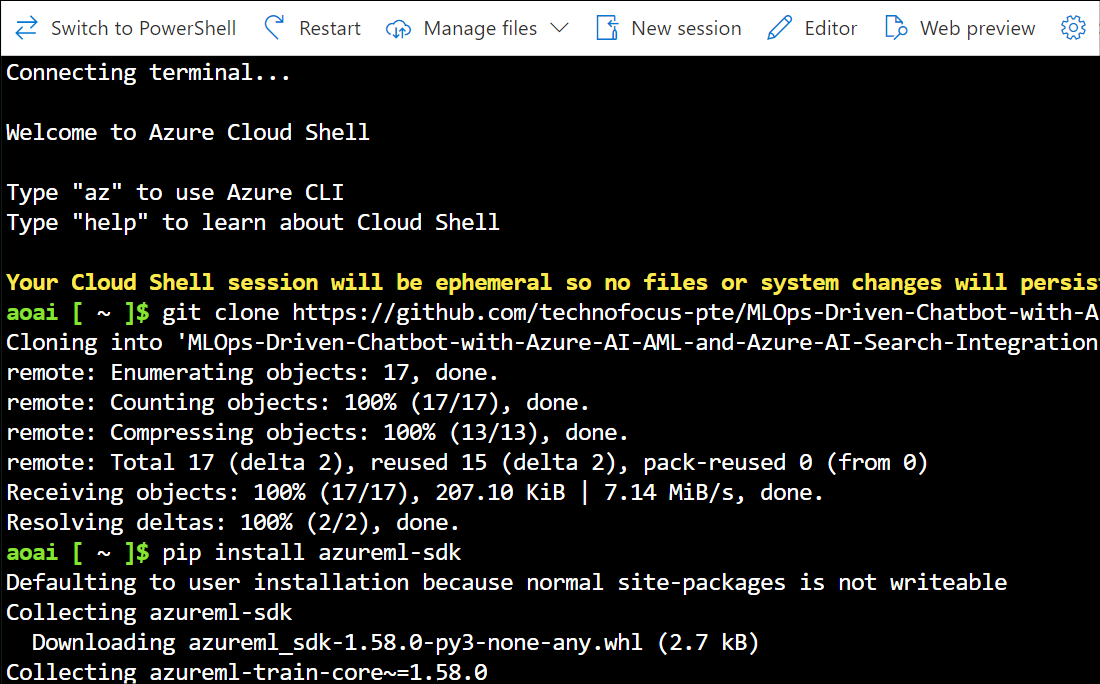 Switch to PowerShell Restart Manage files New session Editor Web preview
Connecting terminal...
Welcome to Azure Cloud Shell
Type "az" to use Azure CLI
Type "help" to learn about Cloud Shell
Your Cloud Shell session will be ephemeral so no files or system changes will persis
aoai [ ~ ]$ git clone https://github.com/technofocus-pte/MLOps-Driven-Chatbot-with-A
Cloning into 'MLOps-Driven-Chatbot-with-Azure-AI-AML-and-Azure-AI-Search-Integration
remote: Enumerating objects: 17, done.
remote: Counting objects: 100% (17/17), done.
remote: Compressing objects: 100% (13/13), done.
remote: Total 17 (delta 2), reused 15 (delta 2), pack-reused 0 (from 0)
Receiving objects: 100% (17/17), 207.10 KiB | 7.14 MiB/s, done.
Resolving deltas: 100% (2/2), done.
aoai [ ~ ]$ pip install azureml-sdk
Defaulting to user installation because normal site-packages is not writeable
Collecting azureml-sdk
  Downloading azureml_sdk-1.58.0-py3-none-any.whl (2.7 kB)
Collecting azureml-train-core~=1.58.0